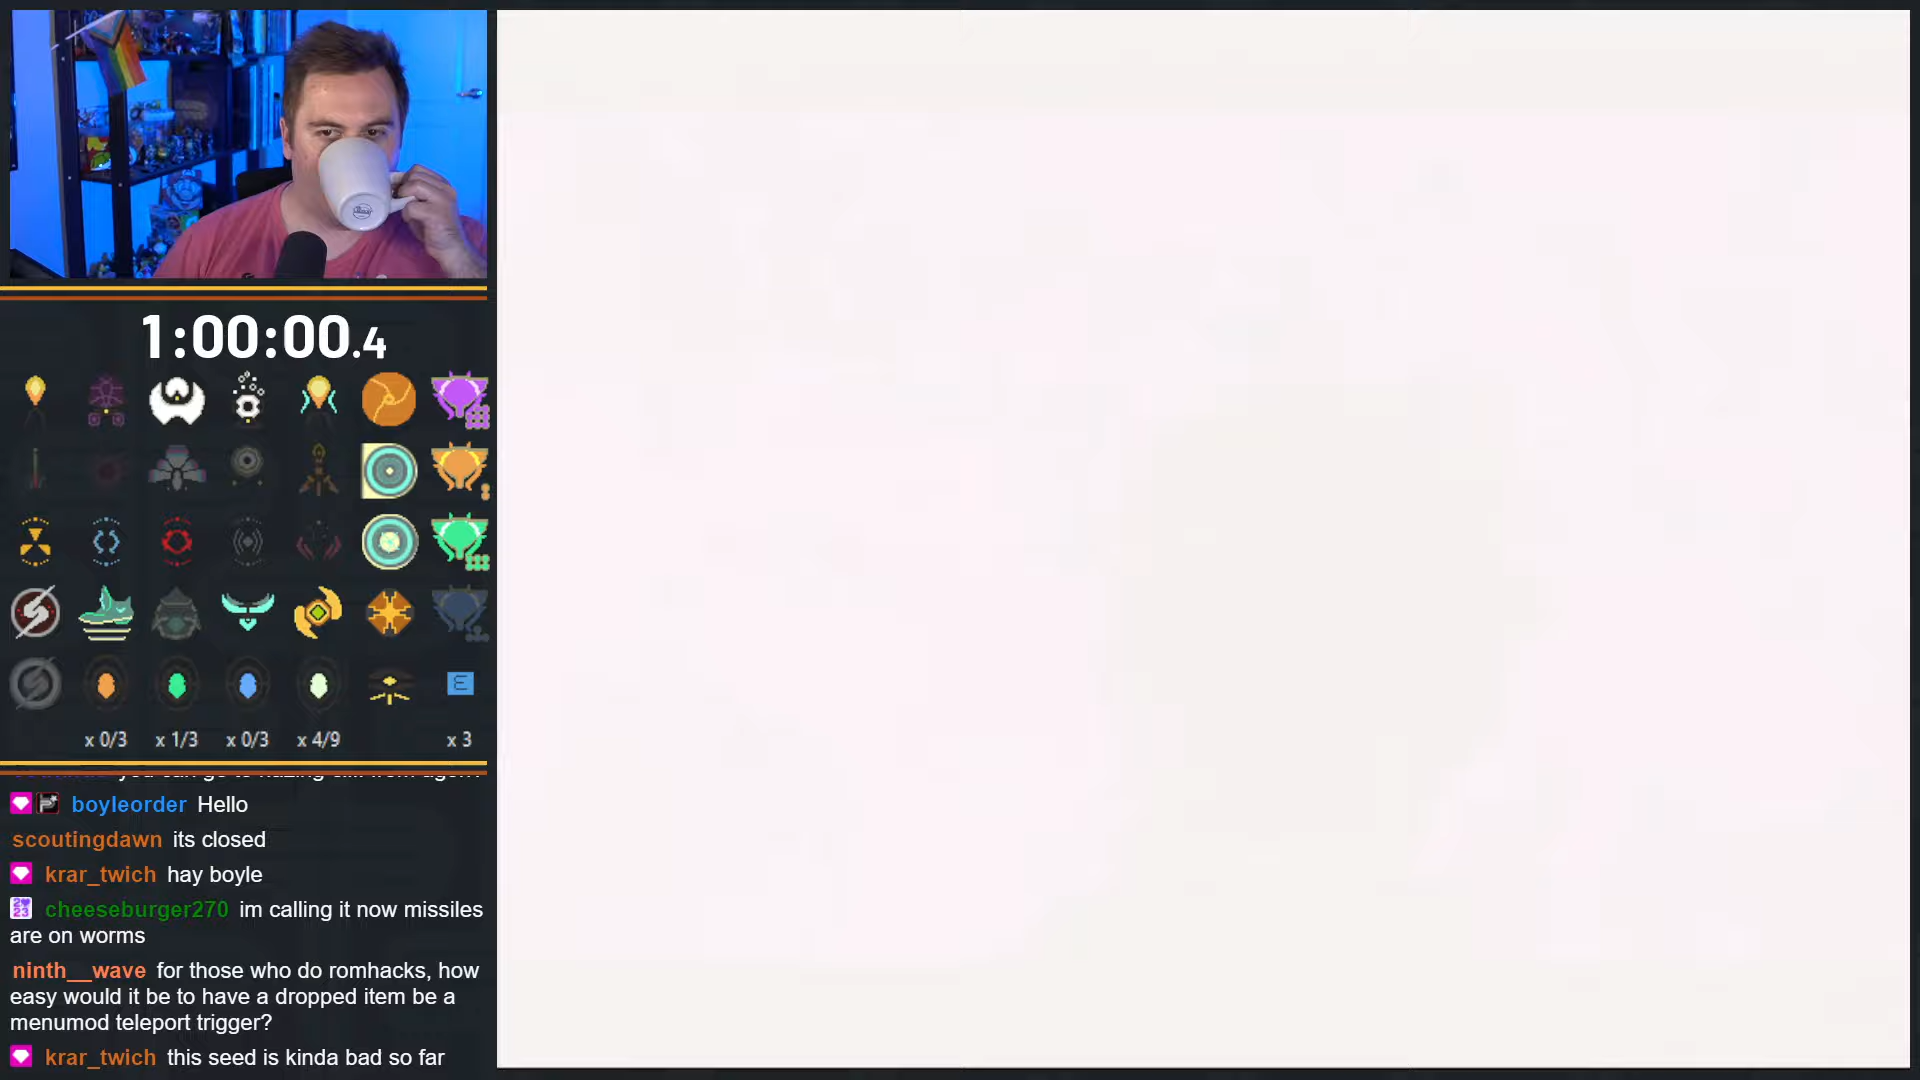 1:00:00.4
x 0/3 x 1/3 x 0/3 x 4/9 x 3
boyleorder Hello
scoutingdawn its closed
krar_twich hay boyle
cheeseburger270 im calling it now missiles
are on worms
ninth__wave for those who do romhacks, how
easy would it be to have a dropped item be a
menumod teleport trigger?
krar_twich this seed is kinda bad so far